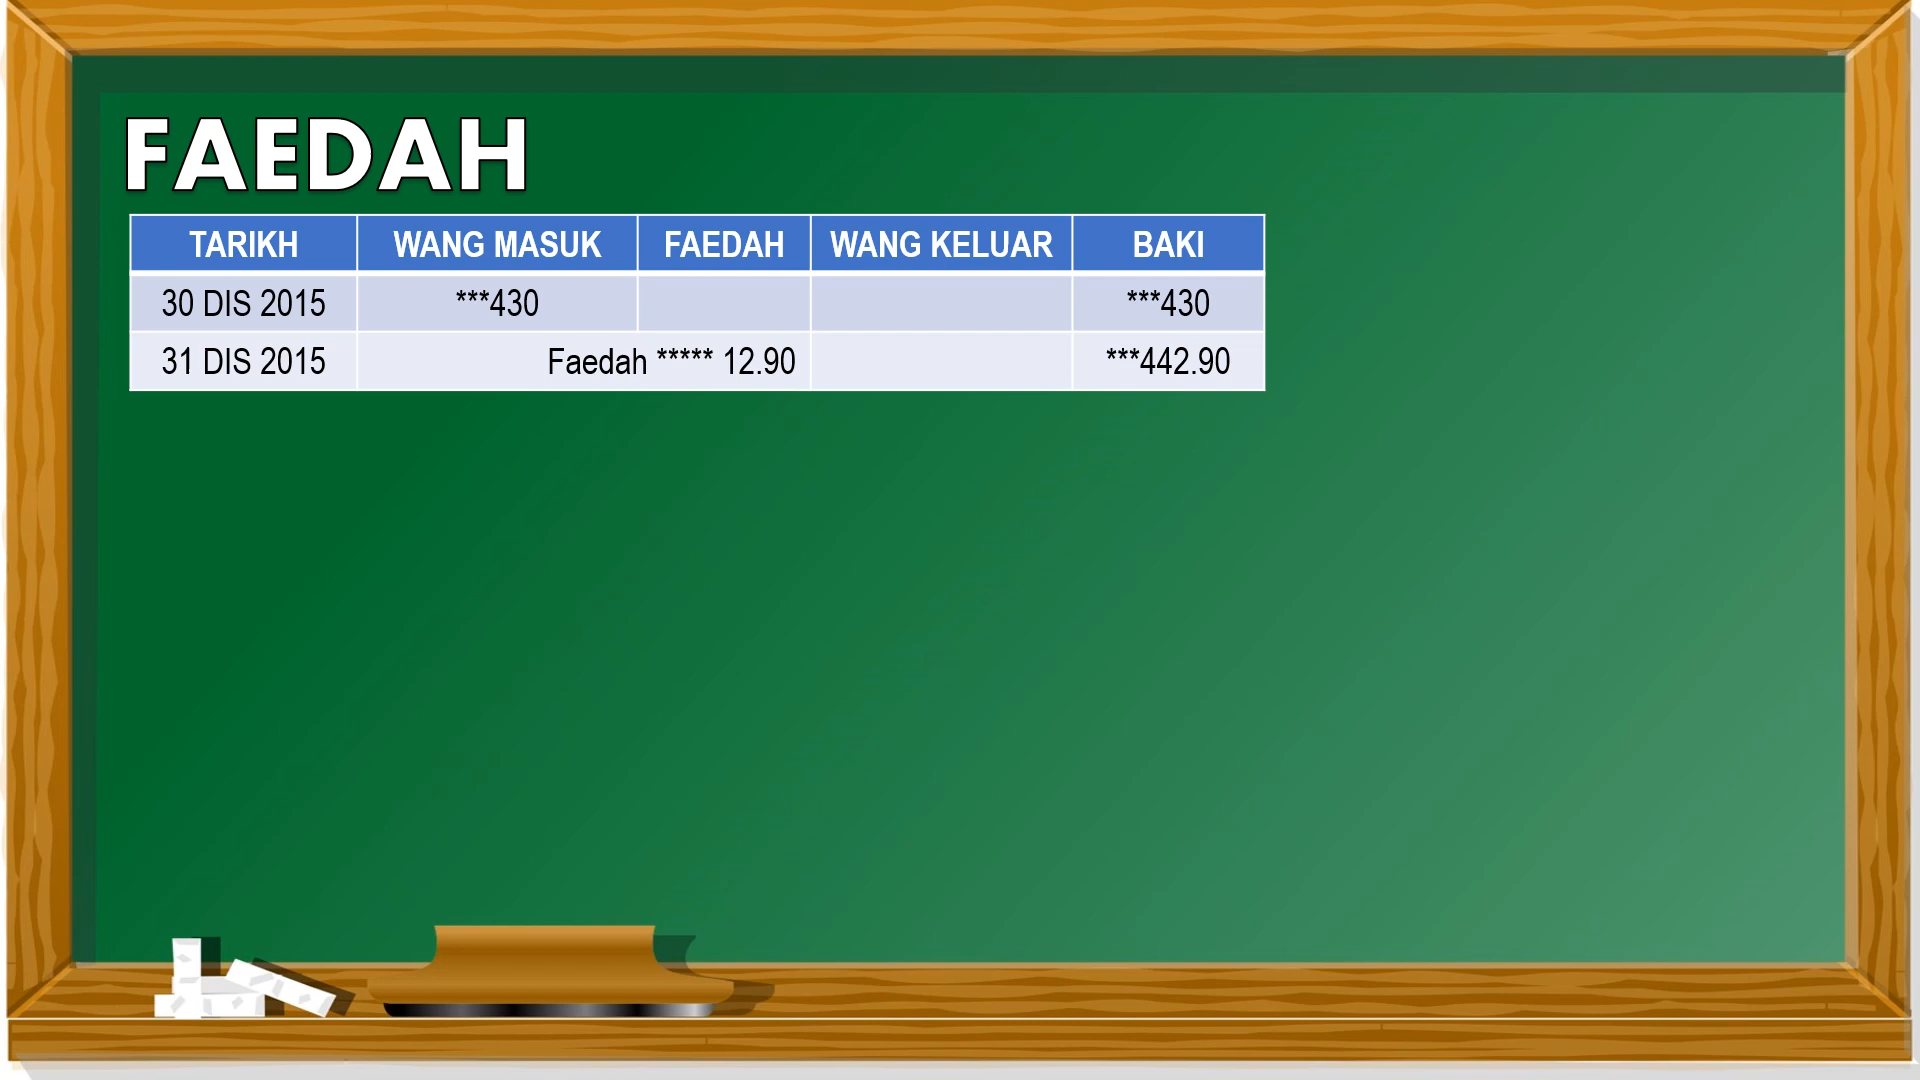 FAEDAH
TARIKH WANG MASUK FAEDAH WANG KELUAR BAKI
30 DIS 2015 ***430 ***430
31 DIS 2015 Faedah ***** 12.90 ***442.90